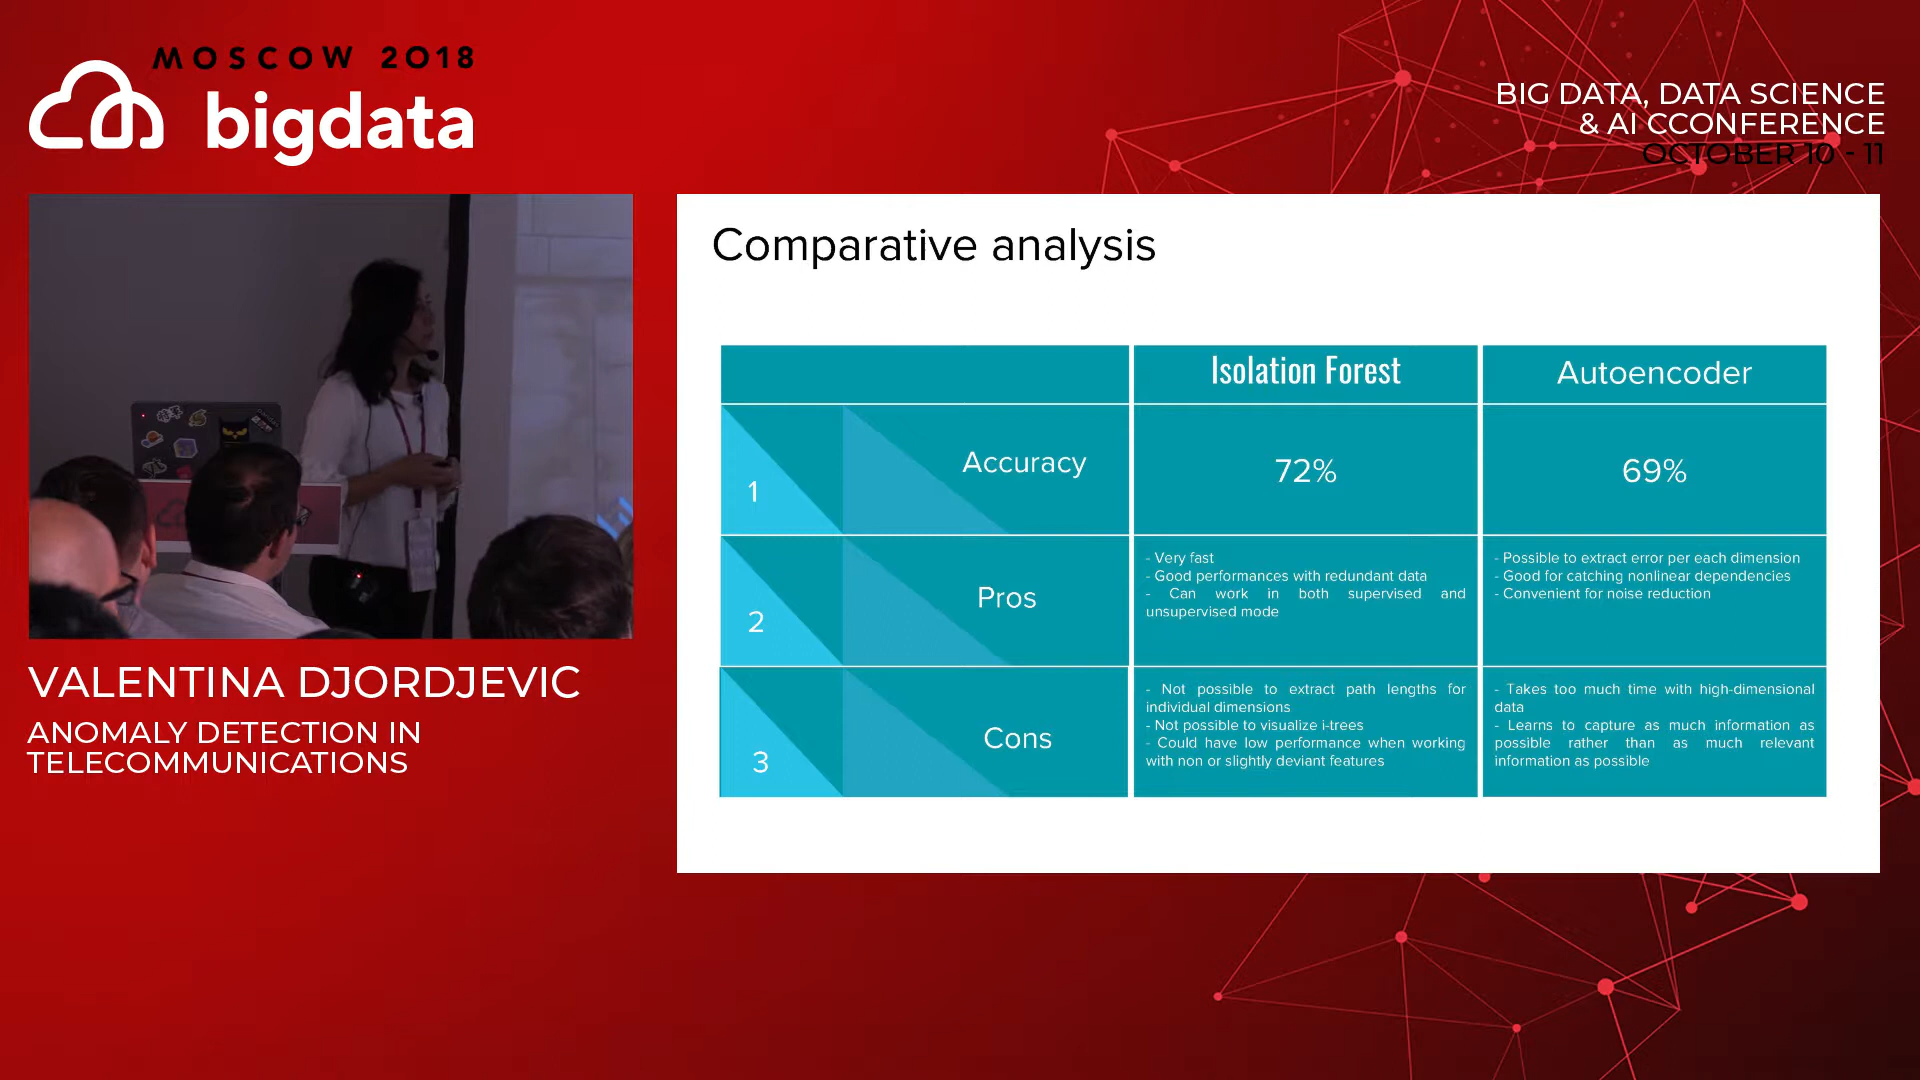 MOSCOW 2018
bigdata
BIG DATA, DATA SCIENCE
& AI CCONFERENCE
OCTOBER 10 - 11
Comparative analysis
Isolation Forest
Autoencoder
1
Accuracy
72%
69%
2
Pros
- Very fast
- Good performances with redundant data
- Can work in both supervised and
unsupervised mode
- Possible to extract error per each dimension
- Good for catching nonlinear dependencies
- Convenient for noise reduction
3
Cons
- Not possible to extract path lengths for
individual dimensions
- Not possible to visualize i-trees
- Could have low performance when working
with non or slightly deviant features
- Takes too much time with high-dimensional
data
- Learns to capture as much information as
possible rather than as much relevant
information as possible
VALENTINA DJORDJEVIC
ANOMALY DETECTION IN
TELECOMMUNICATIONS